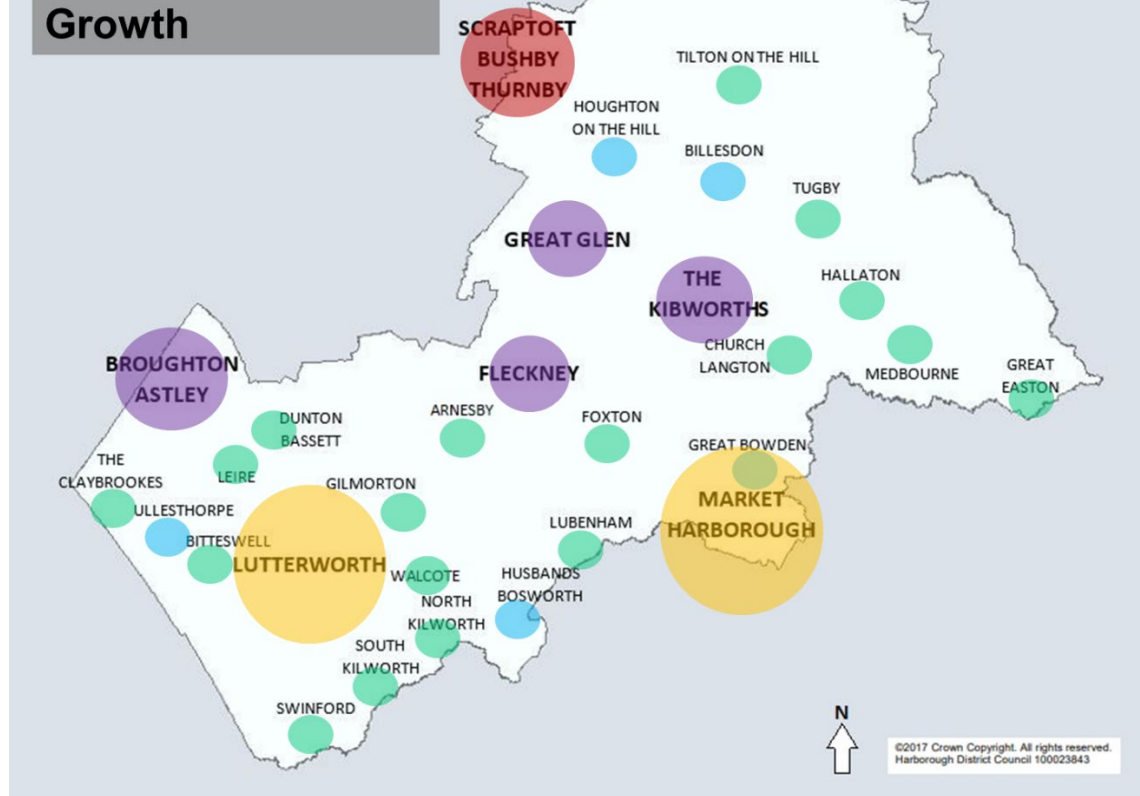 Growth
SCRAPTOFT
BUSHBY
THURNBY
TILTON ON THE HILL
HOUGHTON
ON THE HILL
BILLESDON
TUGBY
GREAT GLEN
HALLATON
THE
KIBWORTHS
CHURCH
LANGTON
MEDBOURNE
GREAT
EASTON
BROUGHTON
ASTLEY
FLECKNEY
ARNESBY
FOXTON
DUNTON
BASSETT
GREAT BOWDEN
THE
CLAYBROOKES
LEIRE
GILMORTON
MARKET
HARBOROUGH
ULLESTHORPE
BITTESWELL
LUBENHAM
LUTTERWORTH
WALCOTE
HUSBANDS
BOSWORTH
NORTH
KILWORTH
SOUTH
KILWORTH
SWINFORD
N
©2017 Crown Copyright. All rights reserved.
Harborough District Council 100023843